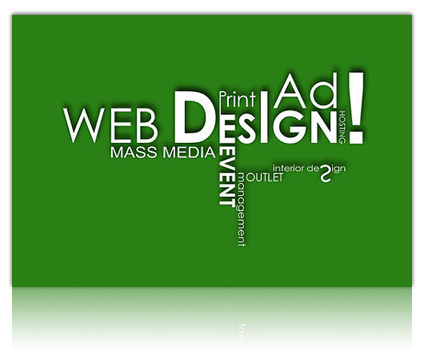 Print Ad
WEB DESIGN!
HOSTING
MASS MEDIA
EVENT
management
OUTLET
interior design